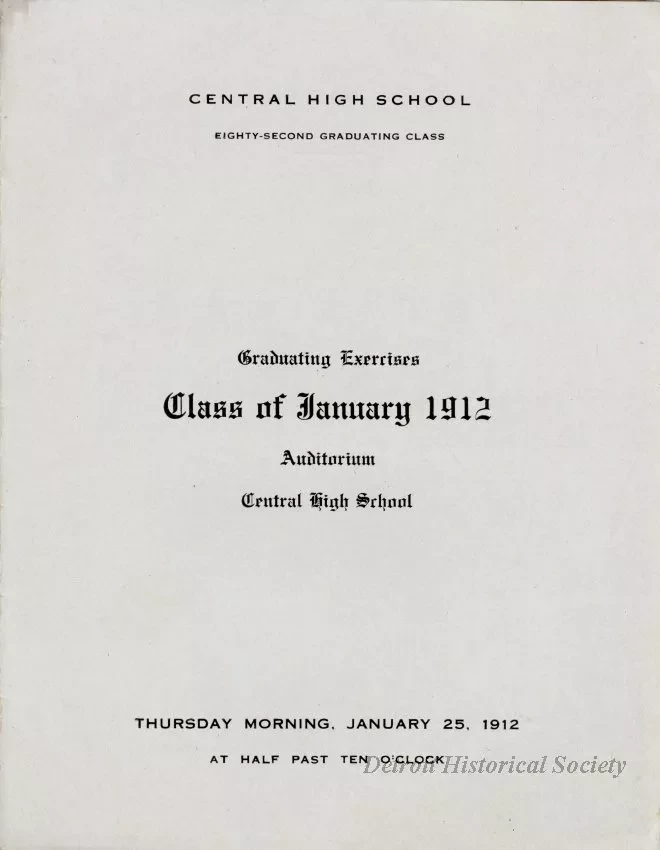 CENTRAL HIGH SCHOOL
EIGHTY-SECOND GRADUATING CLASS
Graduating Exercises
Class of January 1912
Auditorium
Central High School
THURSDAY MORNING, JANUARY 25, 1912
AT HALF PAST TEN O'CLOCK
Detroit Historical Society